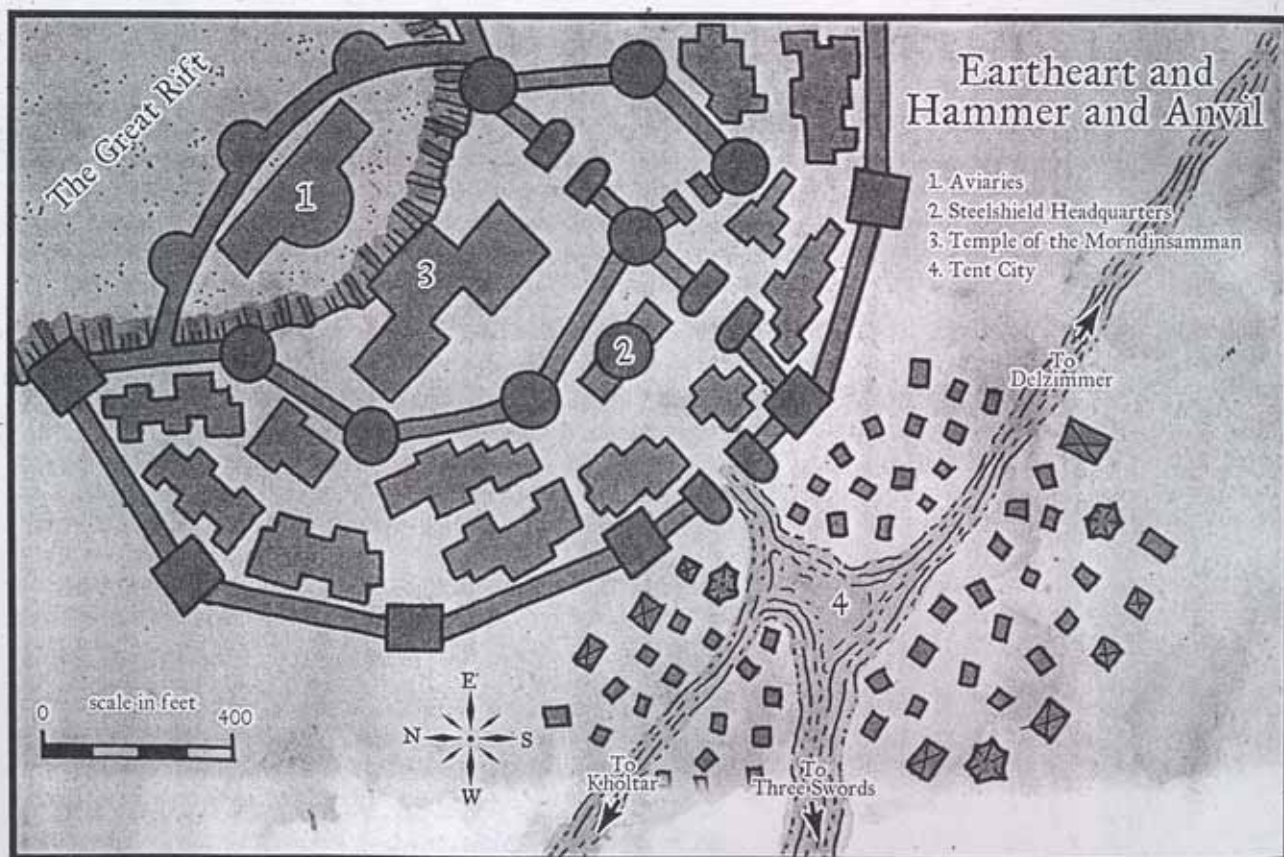 Eartheart and
Hammer and Anvil
1. Aviaries
2. Steelshield Headquarters
3. Temple of the Morndinsamman
4. Tent City
The Great Rift
1
3
2
To
Delzimmer
4
scale in feet
0 400
E
N S
W
To
Kholtar
To
Three Swords